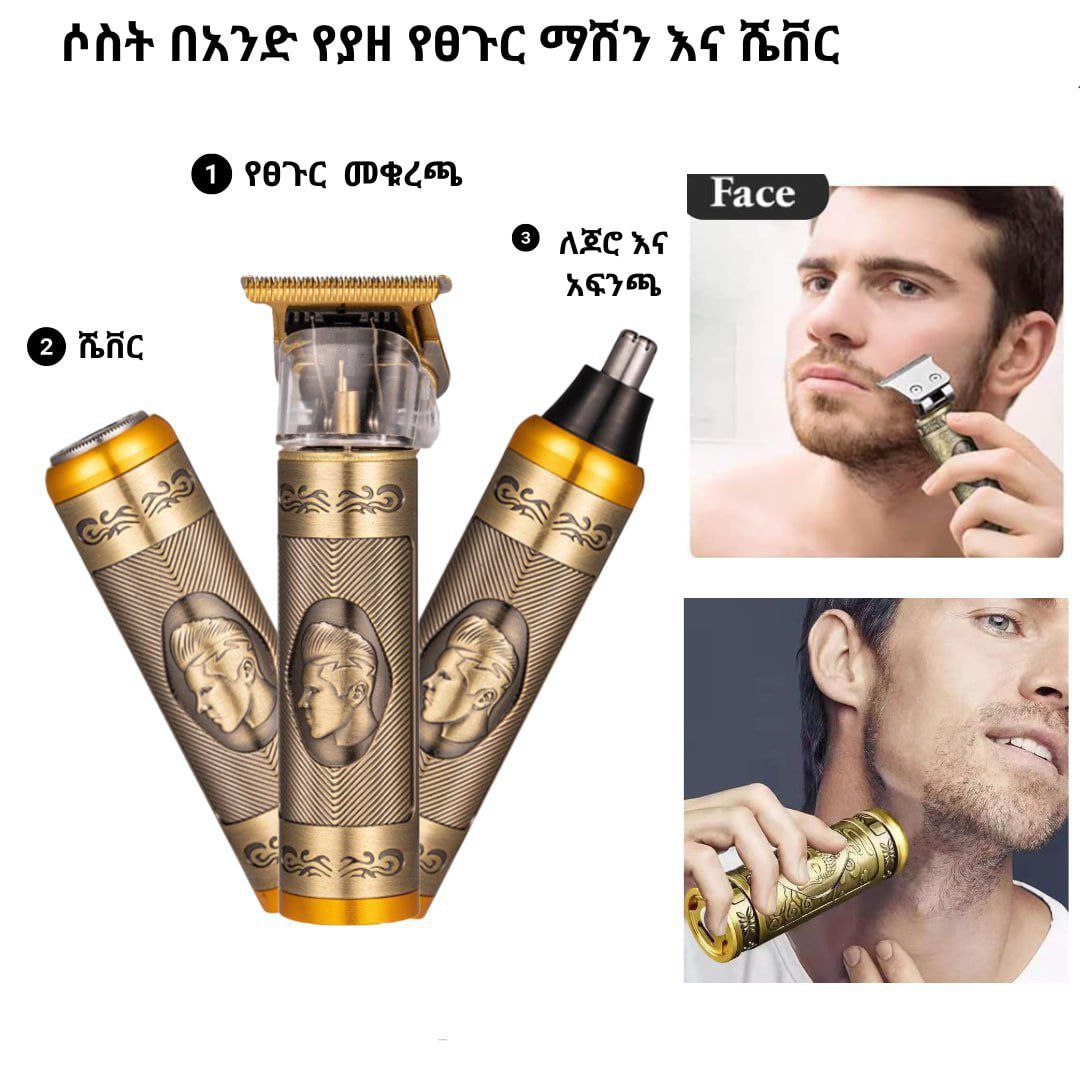 ሶስት በአንድ የያዘ የፀጉር ማሽን እና ሼቨር
1 የፀጉር መቁረጫ
3 ለጆሮ እና
አፍንጫ
2 ሼቨር
Face